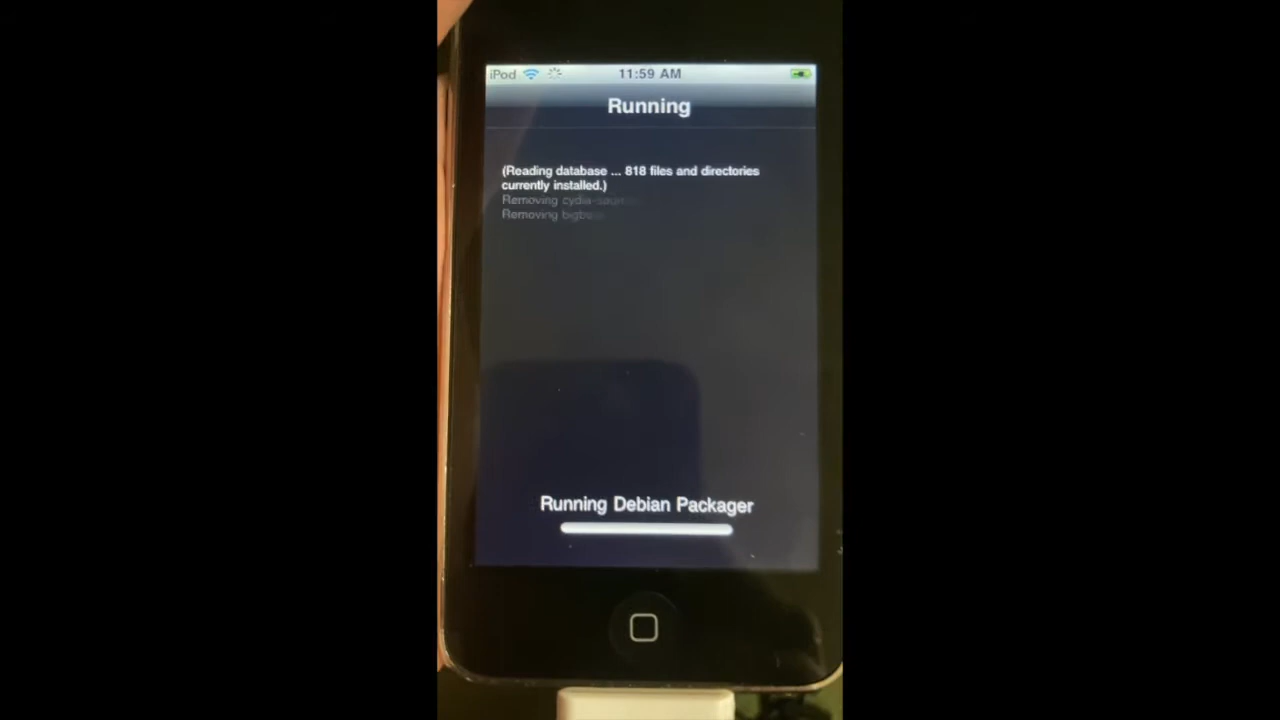 iPod 11:59 AM
Running
(Reading database ... 818 files and directories
currently installed.)
Removing
Removing
Running Debian Packager